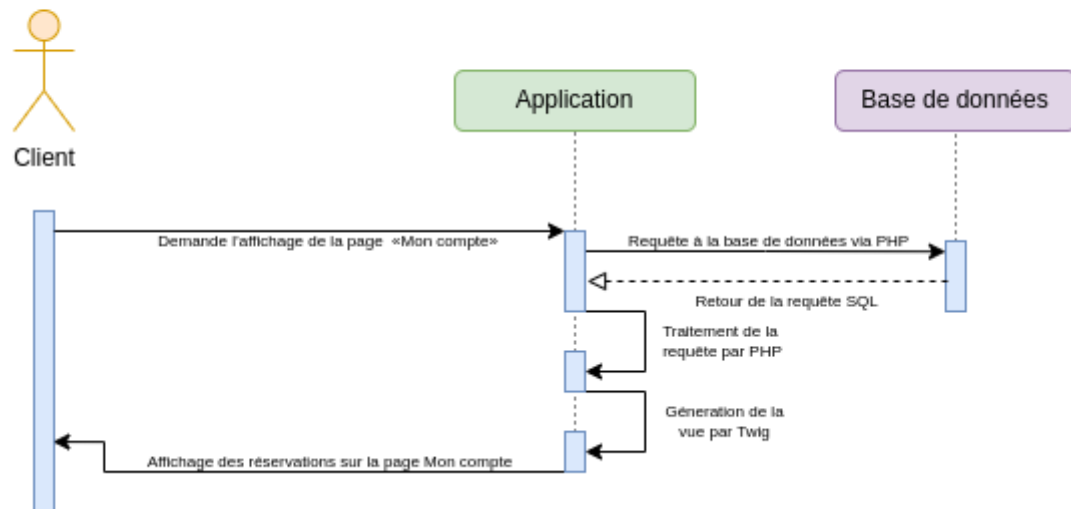 Application
Base de données
Client
Demande l'affichage de la page «Mon compte»
Requête à la base de données via PHP
Retour de la requête SQL
Traitement de la
requête par PHP
Géneration de la
vue par Twig
Affichage des réservations sur la page Mon compte